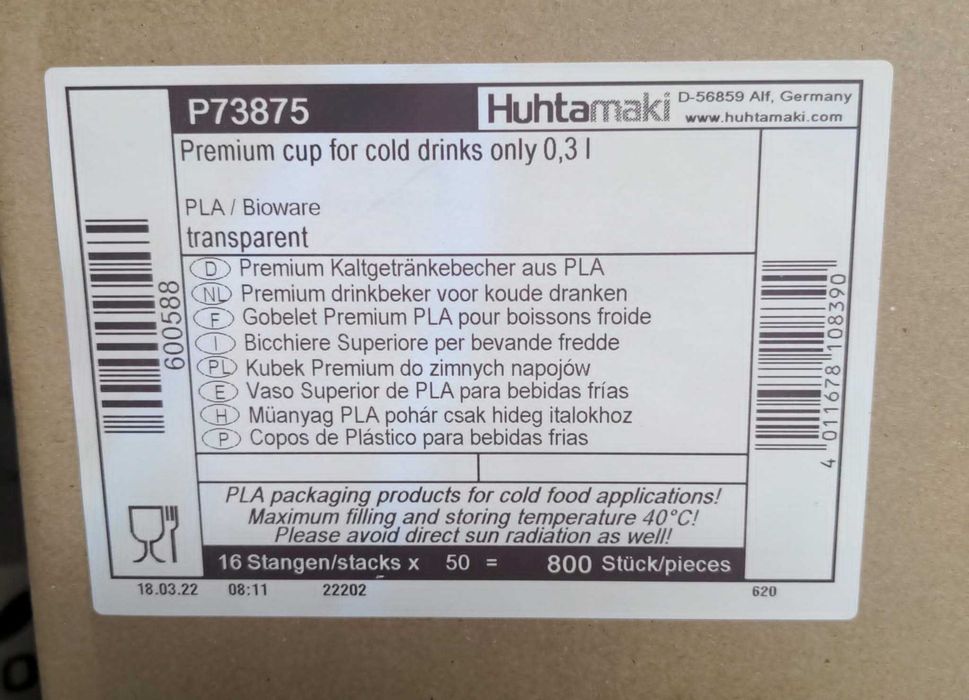 P73875
Huhtamaki
D-56859 Alf, Germany
www.huhtamaki.com
Premium cup for cold drinks only 0,3 l
PLA / Bioware
transparent
D Premium Kaltgetränkebecher aus PLA
NL Premium drinkbeker voor koude dranken
F Gobelet Premium PLA pour boissons froide
I Bicchiere Superiore per bevande fredde
PL Kubek Premium do zimnych napojów
E Vaso Superior de PLA para bebidas frías
H Müanyag PLA pohár csak hideg italokhoz
P Copos de Plástico para bebidas frias
600588
4 011678 108390
PLA packaging products for cold food applications!
Maximum filling and storing temperature 40°C!
Please avoid direct sun radiation as well!
16 Stangen/stacks x 50 = 800 Stück/pieces
18.03.22 08:11 22202 620